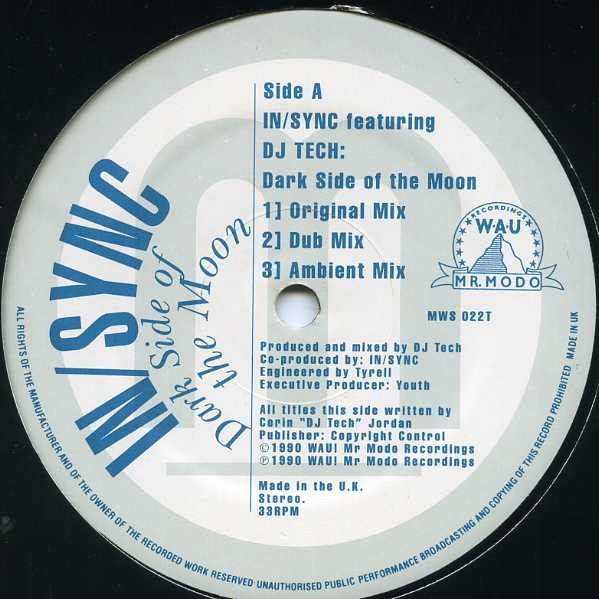 IN/SYNC
Dark Side of
the Moon
Side A
IN/SYNC featuring
DJ TECH:
Dark Side of the Moon
1] Original Mix
2] Dub Mix
3] Ambient Mix
RECORDINGS
W·A·U
MR. MODO
MWS 022T
Produced and mixed by DJ Tech
Co-produced by: IN/SYNC
Engineered by Tyrell
Executive Producer: Youth
All titles this side written by
Corin "DJ Tech" Jordan
Publisher: Copyright Control
©1990 WAU! Mr Modo Recordings
℗1990 WAU! Mr Modo Recordings
Made in the U.K.
Stereo.
33RPM
ALL RIGHTS OF THE MANUFACTURER AND OF THE OWNER OF THE RECORDED WORK RESERVED·UNAUTHORISED PUBLIC PERFORMANCE BROADCASTING AND COPYING OF THIS RECORD PROHIBITED MADE IN UK